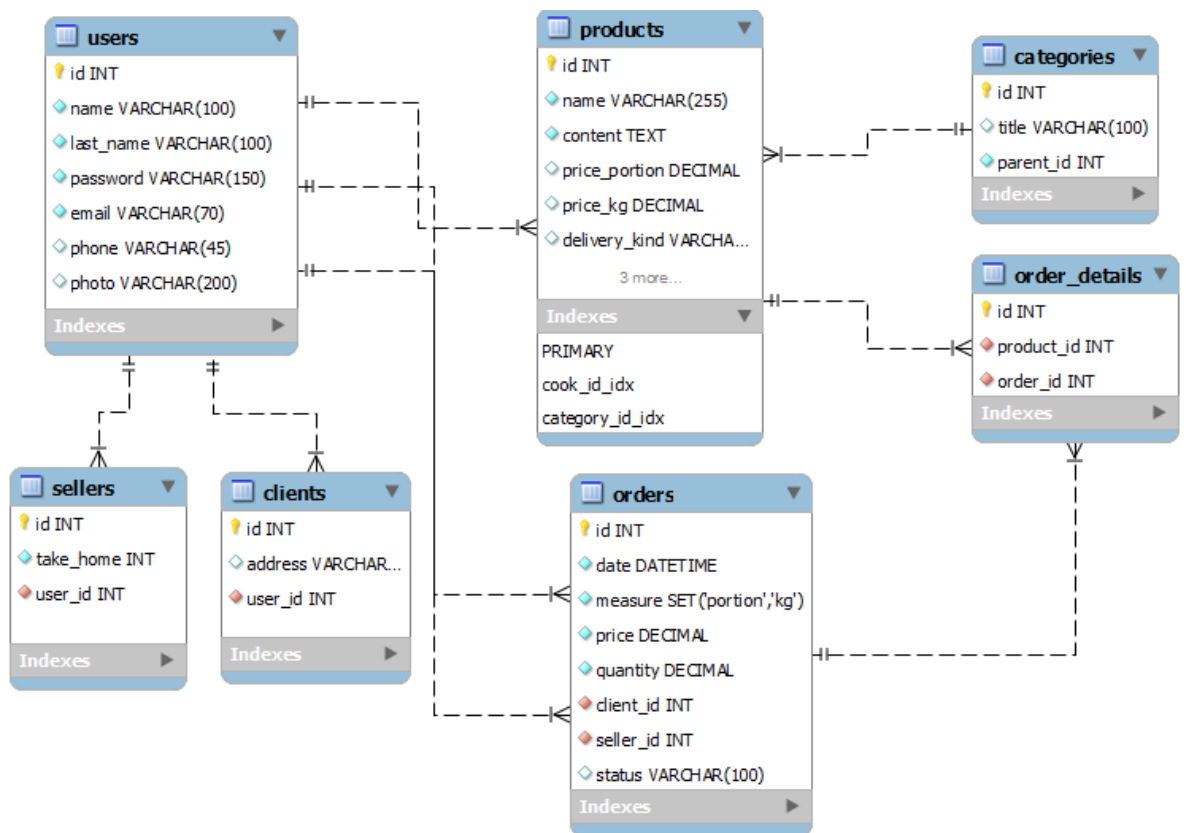 users
id INT
name VARCHAR(100)
last_name VARCHAR(100)
password VARCHAR(150)
email VARCHAR(70)
phone VARCHAR(45)
photo VARCHAR(200)
Indexes
products
id INT
name VARCHAR(255)
content TEXT
price_portion DECIMAL
price_kg DECIMAL
delivery_kind VARCHA...
3 more...
Indexes
PRIMARY
cook_id_idx
category_id_idx
categories
id INT
title VARCHAR(100)
parent_id INT
Indexes
order_details
id INT
product_id INT
order_id INT
Indexes
sellers
id INT
take_home INT
user_id INT
Indexes
clients
id INT
address VARCHAR...
user_id INT
Indexes
orders
id INT
date DATETIME
measure SET('portion','kg')
price DECIMAL
quantity DECIMAL
client_id INT
seller_id INT
status VARCHAR(100)
Indexes